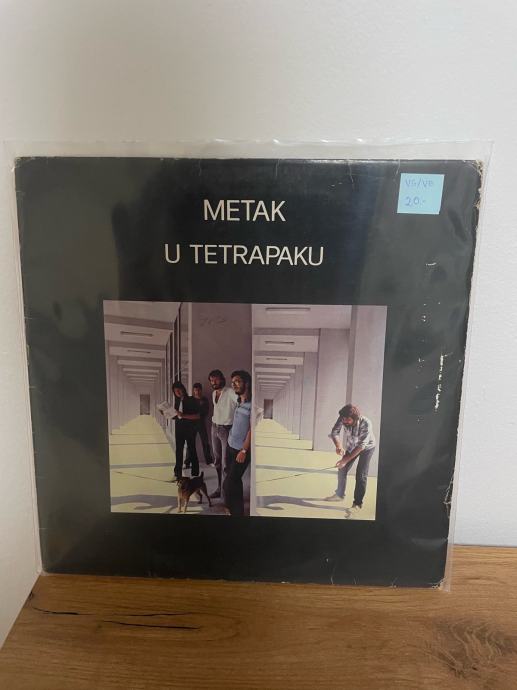 METAK
U TETRAPAKU
VG/VG
20.-